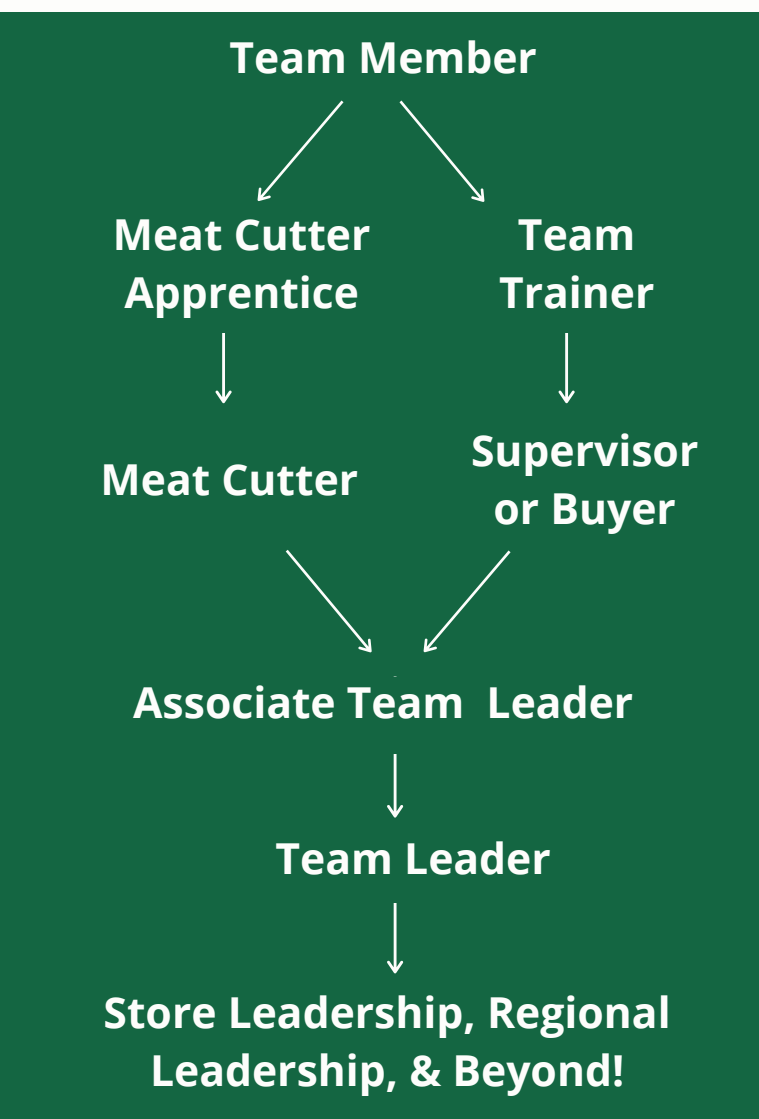 Team Member
Meat Cutter
Apprentice
Team
Trainer
Meat Cutter
Supervisor
or Buyer
Associate Team  Leader
Team Leader
Store Leadership, Regional
Leadership, & Beyond!